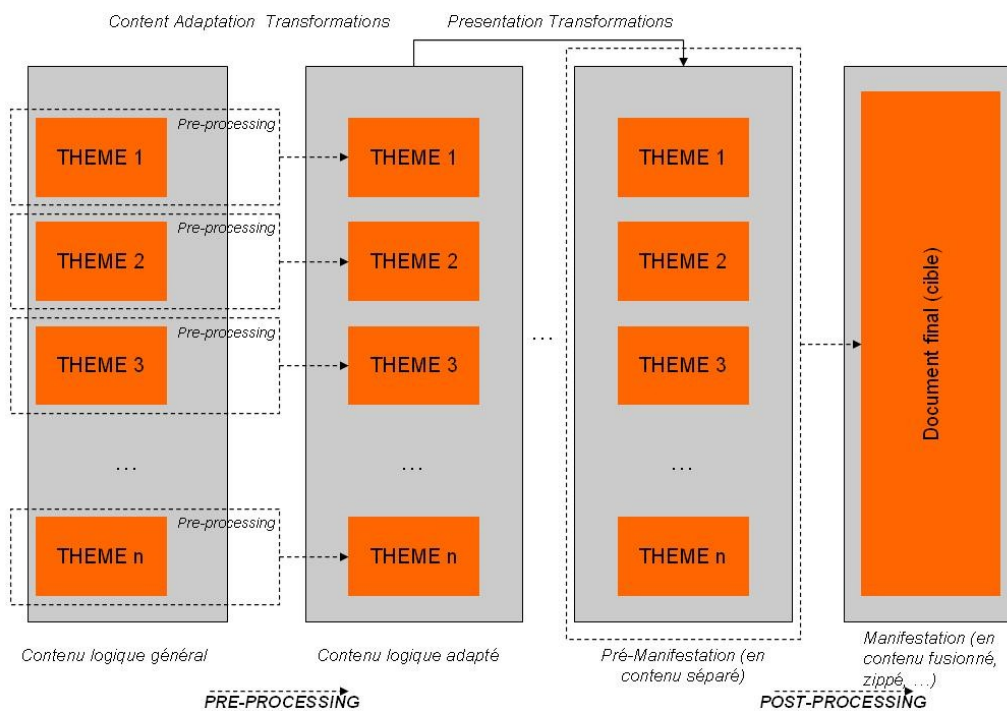 Content Adaptation Transformations
Presentation Transformations
Pre-processing
THEME 1
THEME 1
THEME 1
Pre-processing
THEME 2
THEME 2
THEME 2
Pre-processing
THEME 3
THEME 3
THEME 3
...
Document final (cible)
...
...
...
Pre-processing
THEME n
THEME n
THEME n
Contenu logique général
Contenu logique adapté
Pré-Manifestation (en
contenu séparé)
Manifestation (en
contenu fusionné,
zippé, ...)
PRE-PROCESSING
POST-PROCESSING